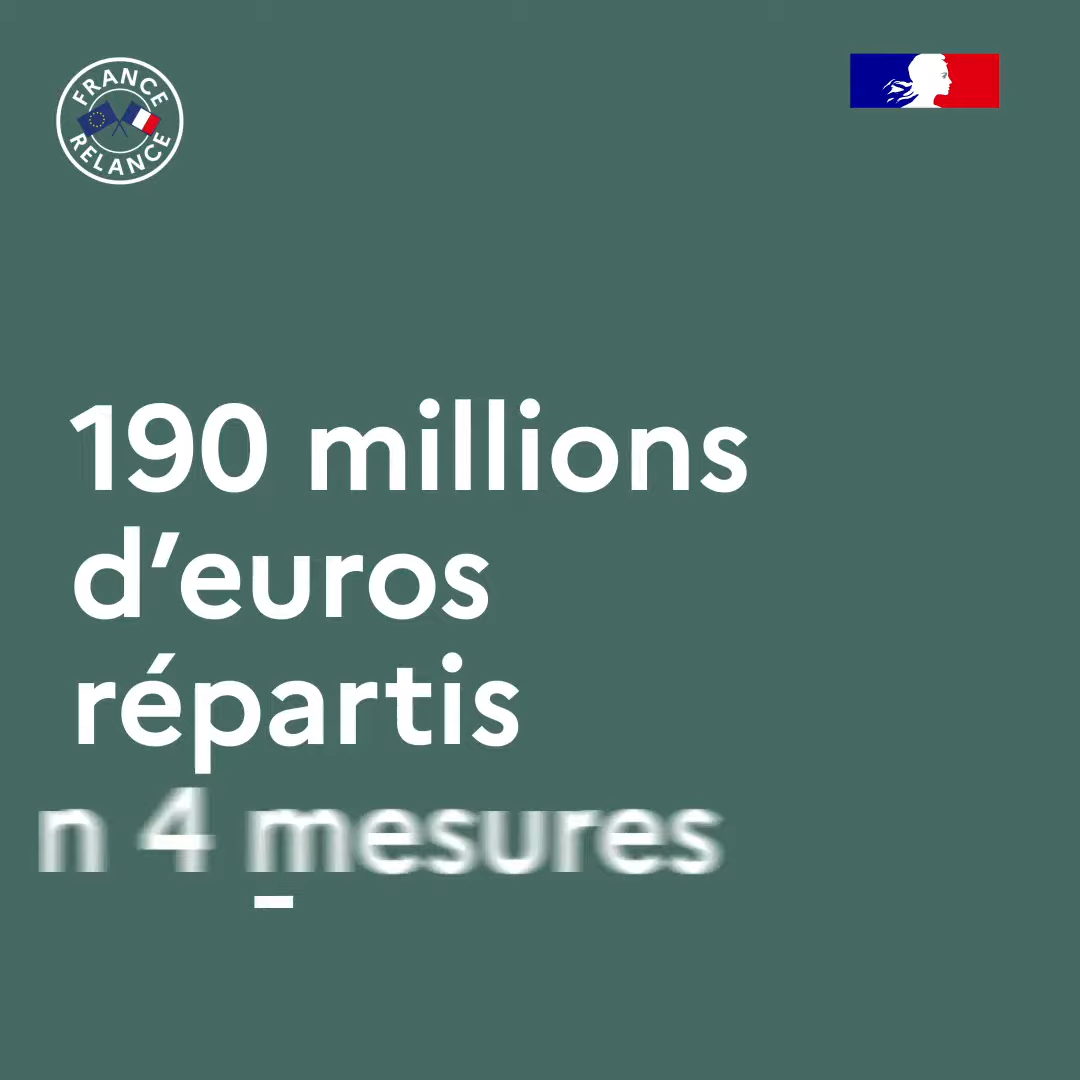 FRANCE
RELANCE
190 millions
d’euros
répartis
n 4 mesures